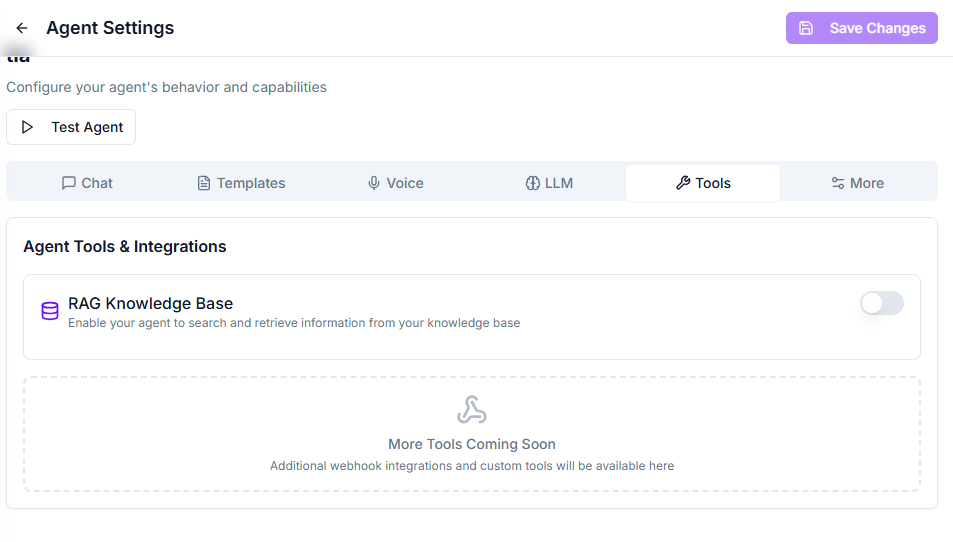 Agent Settings
Save Changes
tia
Configure your agent's behavior and capabilities
Test Agent
Chat Templates Voice LLM Tools More
Agent Tools & Integrations
RAG Knowledge Base
Enable your agent to search and retrieve information from your knowledge base
More Tools Coming Soon
Additional webhook integrations and custom tools will be available here